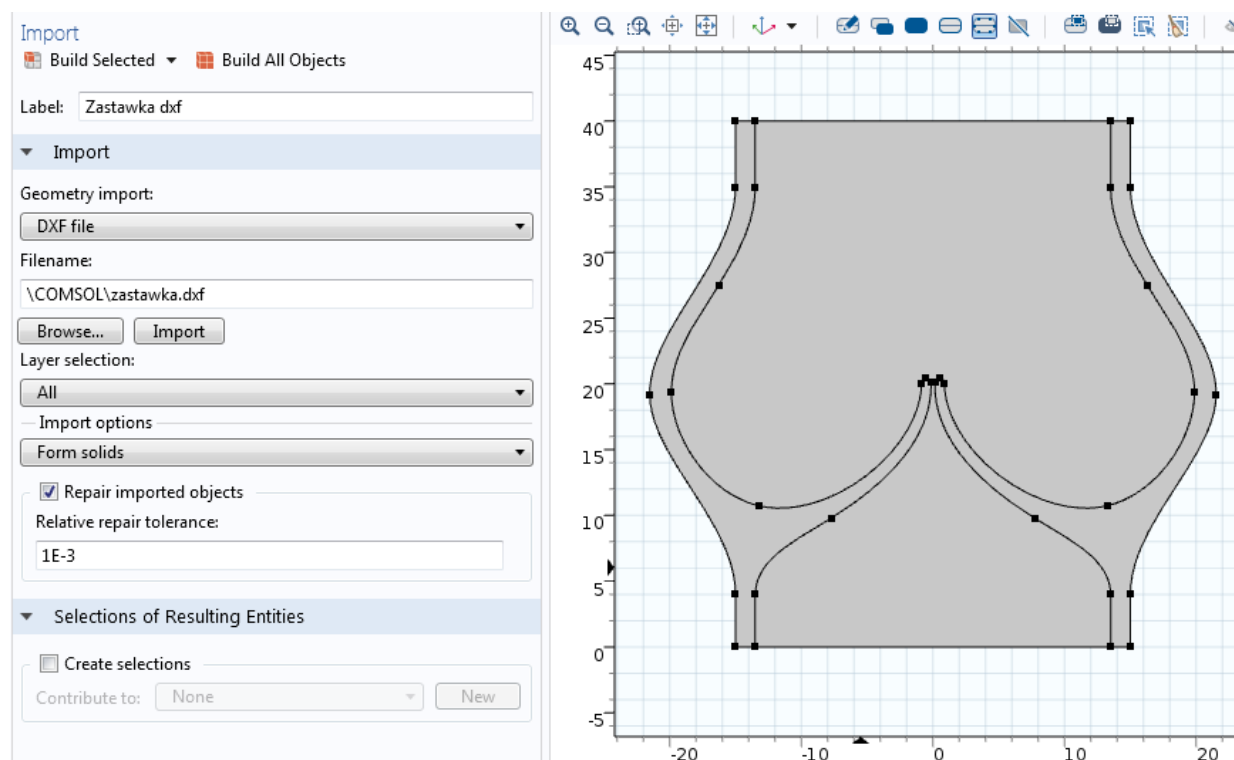 Import
Build Selected Build All Objects
Label: Zastawka dxf
Import
Geometry import:
DXF file
Filename:
\COMSOL\zastawka.dxf
Browse... Import
Layer selection:
All
Import options
Form solids
Repair imported objects
Relative repair tolerance:
1E-3
Selections of Resulting Entities
Create selections
Contribute to: None New
45
40
35
30
25
20
15
10
5
0
-5
-20 -10 0 10 20